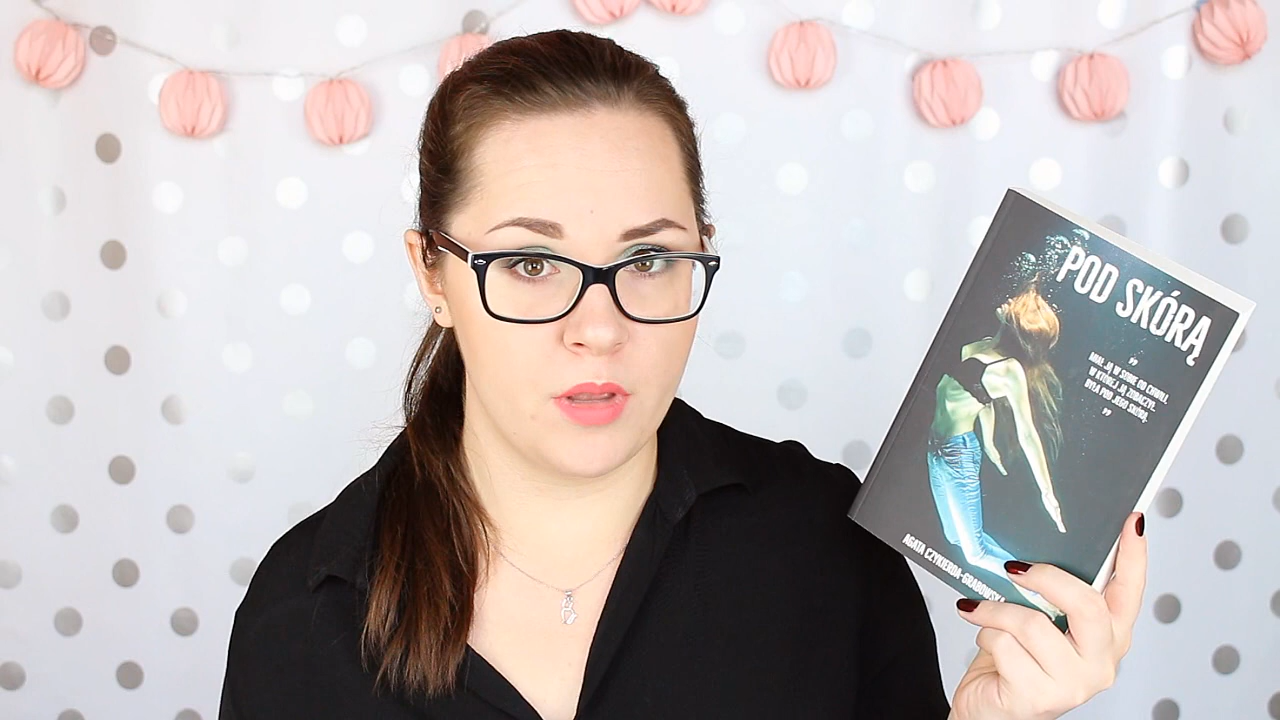 POD SKÓRĄ
"
MIAŁ JĄ W SOBIE OD CHWILI,
W KTÓREJ JĄ ZOBACZYŁ.
BYŁA POD JEGO SKÓRĄ.
"
AGATA CZYKIERDA-GRABOWSKA